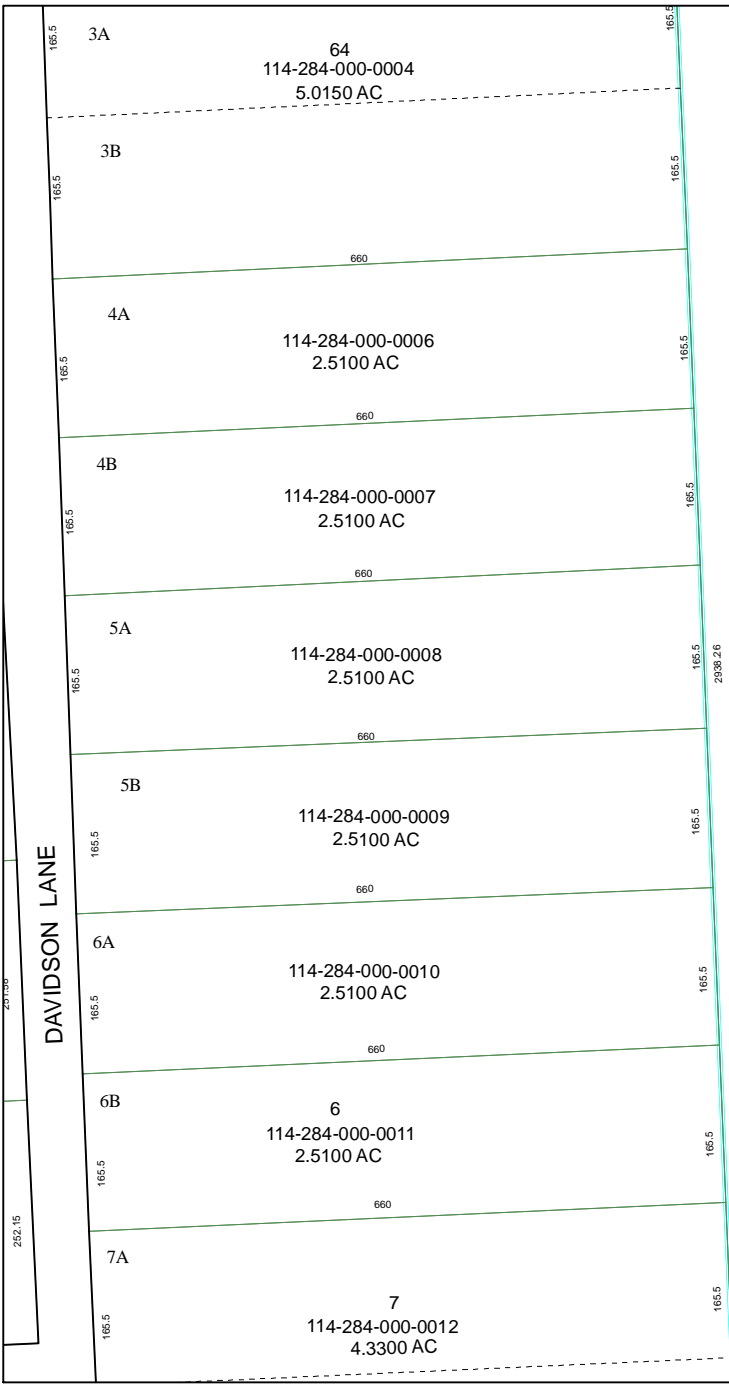 165.5
3A
64
114-284-000-0004
5.0150 AC
165.5
3B
165.5
165.5
660
4A
114-284-000-0006
2.5100 AC
165.5
165.5
660
4B
114-284-000-0007
2.5100 AC
165.5
165.5
660
5A
114-284-000-0008
2.5100 AC
165.5
165.5
2938.26
660
5B
114-284-000-0009
2.5100 AC
165.5
165.5
660
DAVIDSON LANE
6A
114-284-000-0010
2.5100 AC
165.5
165.5
660
6B
6
114-284-000-0011
2.5100 AC
165.5
165.5
660
252.15
7A
7
114-284-000-0012
4.3300 AC
165.5
165.5